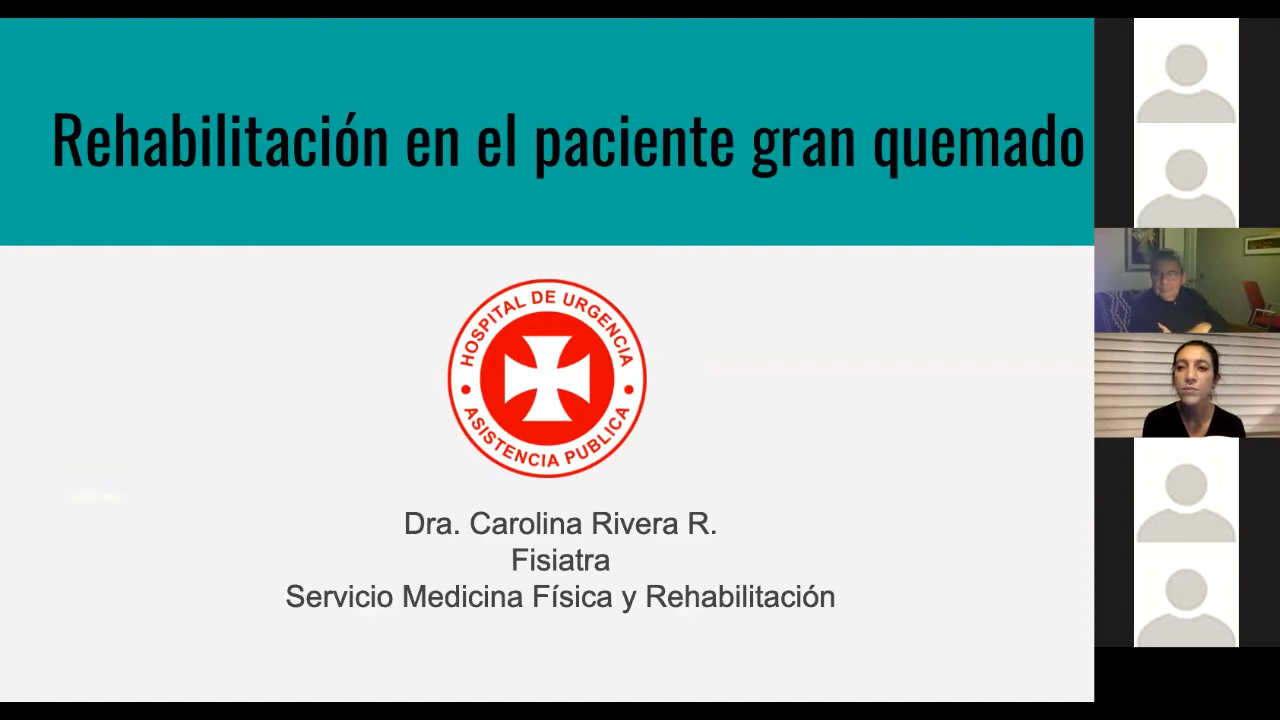 Rehabilitación en el paciente gran quemado
HOSPITAL DE URGENCIA
ASISTENCIA PUBLICA
Dra. Carolina Rivera R.
Fisiatra
Servicio Medicina Física y Rehabilitación